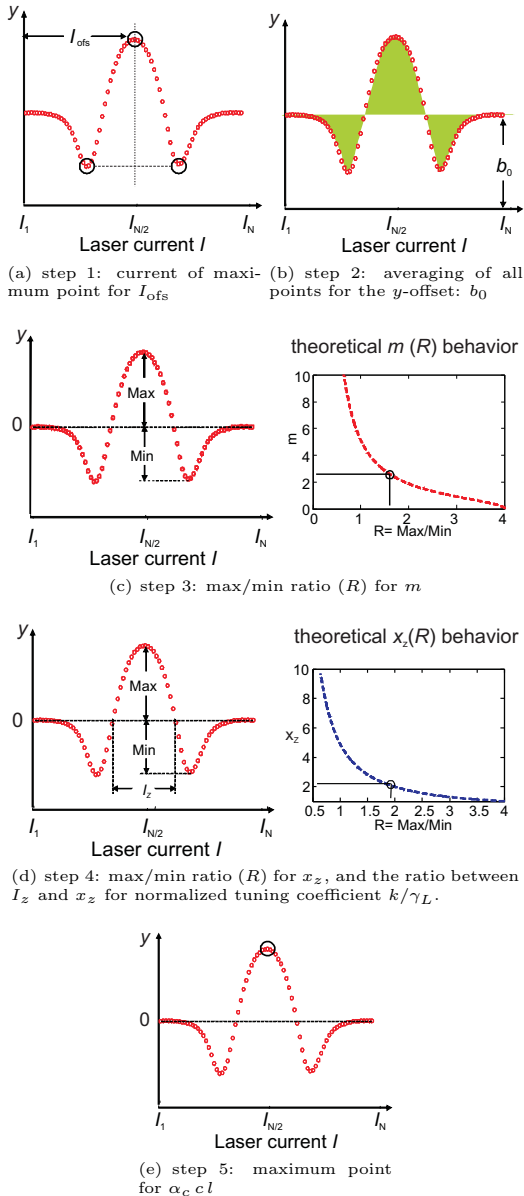 y
I_ofs
I_1 I_N/2 I_N
Laser current I
(a) step 1: current of maxi-
mum point for I_ofs
y
b_0
I_1 I_N/2 I_N
Laser current I
(b) step 2: averaging of all
points for the y-offset: b_0
y
Max
0
Min
I_1 I_N/2 I_N
Laser current I
theoretical m (R) behavior
10
8
6
m
4
2
0
0 1 2 3 4
R= Max/Min
(c) step 3: max/min ratio (R) for m
y
Max
0
Min
I_z
I_1 I_N/2 I_N
Laser current I
theoretical x_z(R) behavior
10
8
6
x_z
4
2
0.5 1 1.5 2 2.5 3 3.5 4
R= Max/Min
(d) step 4: max/min ratio (R) for x_z, and the ratio between
I_z and x_z for normalized tuning coefficient k/γ_L.
y
0
I_1 I_N/2 I_N
Laser current I
(e) step 5: maximum point
for α_c c l